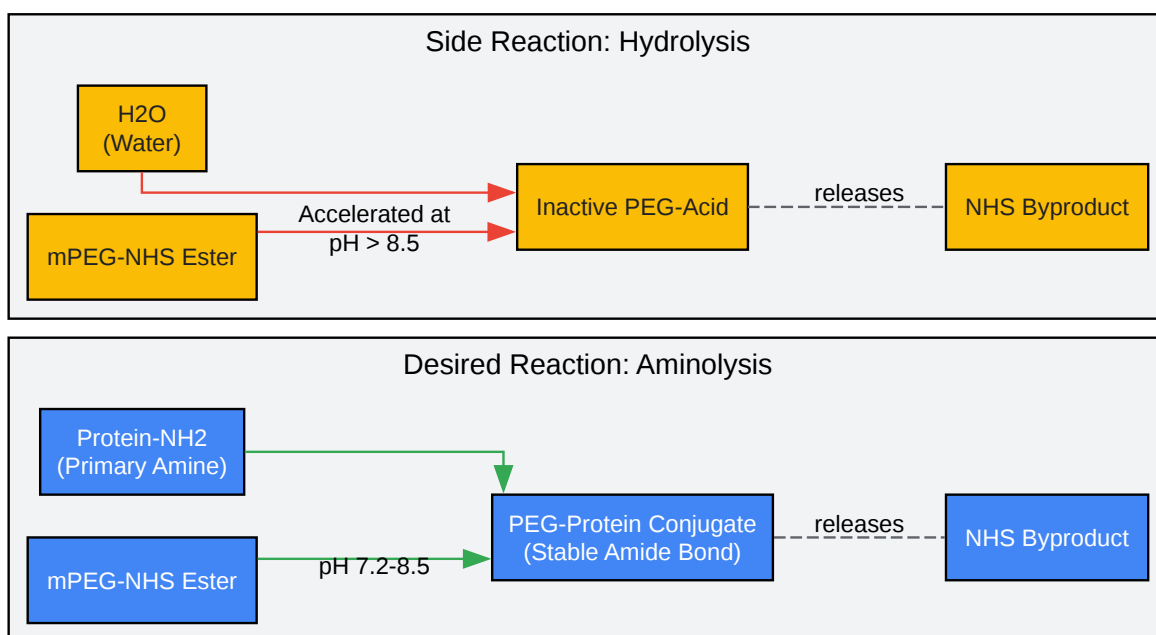 Side Reaction: Hydrolysis
H2O
(Water)
mPEG-NHS Ester
Accelerated at
pH > 8.5
Inactive PEG-Acid
releases
NHS Byproduct
Desired Reaction: Aminolysis
Protein-NH2
(Primary Amine)
mPEG-NHS Ester
pH 7.2-8.5
PEG-Protein Conjugate
(Stable Amide Bond)
releases
NHS Byproduct